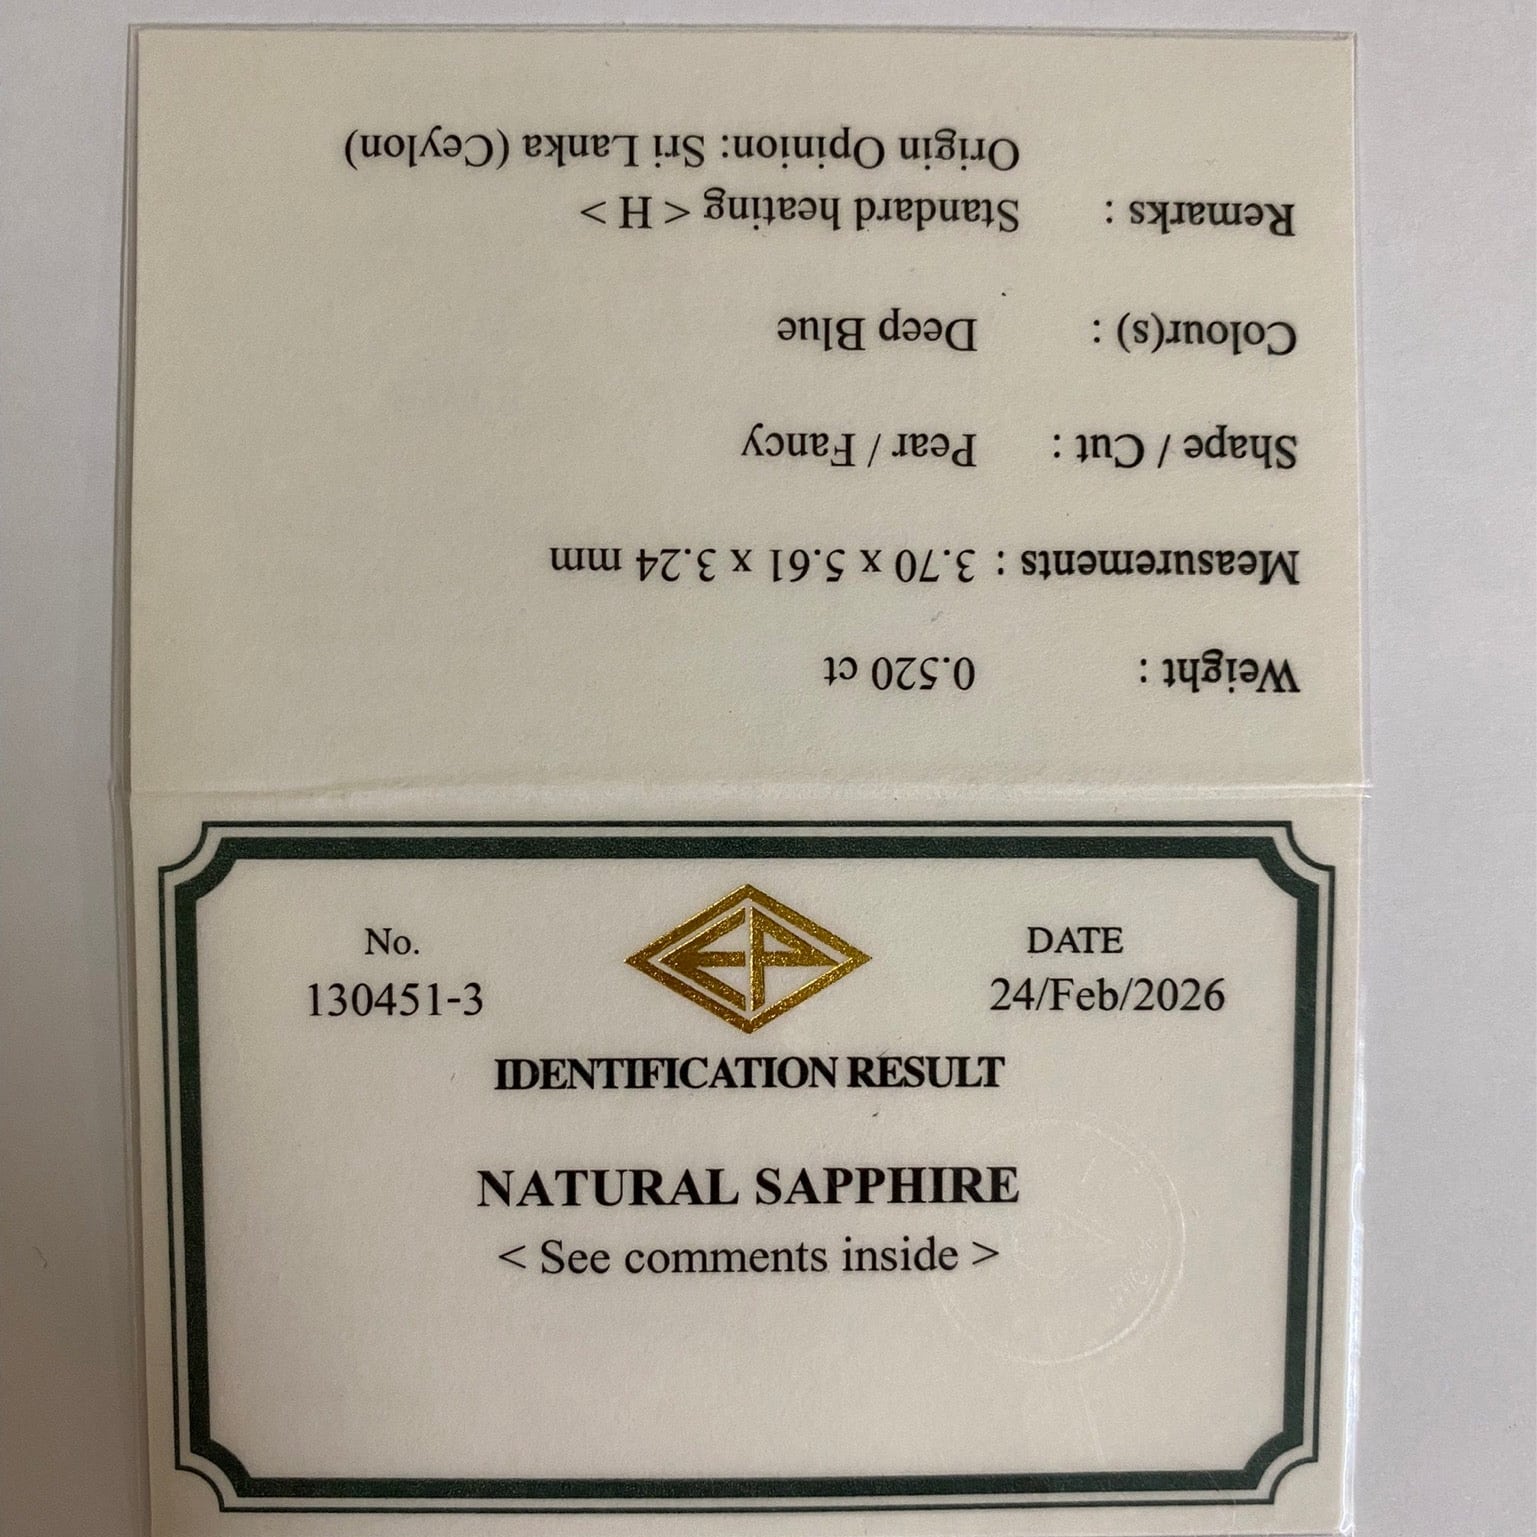 No.
130451-3
EP
DATE
24/Feb/2026
IDENTIFICATION RESULT
NATURAL SAPPHIRE
< See comments inside >
Weight : 0.520 ct
Measurements : 3.70 x 5.61 x 3.24 mm
Shape / Cut : Pear / Fancy
Colour(s) : Deep Blue
Remarks : Standard heating < H >
Origin Opinion: Sri Lanka (Ceylon)